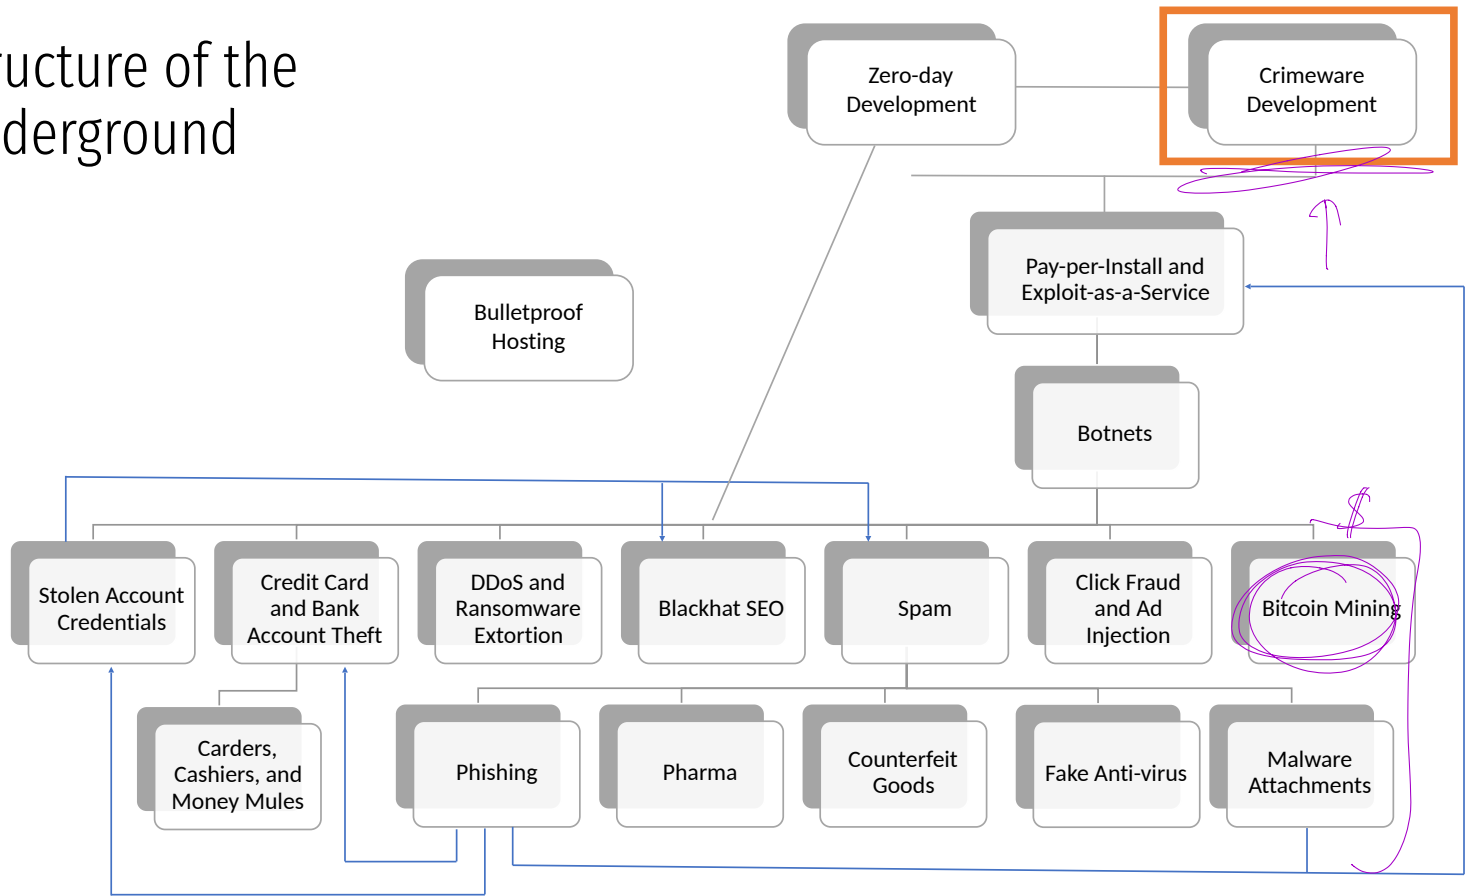 ructure of the
derground
Zero-day
Development
Crimeware
Development
Pay-per-Install and
Exploit-as-a-Service
Bulletproof
Hosting
Botnets
$
Stolen Account
Credentials
Credit Card
and Bank
Account Theft
DDoS and
Ransomware
Extortion
Blackhat SEO
Spam
Click Fraud
and Ad
Injection
Bitcoin Mining
Carders,
Cashiers, and
Money Mules
Phishing
Pharma
Counterfeit
Goods
Fake Anti-virus
Malware
Attachments